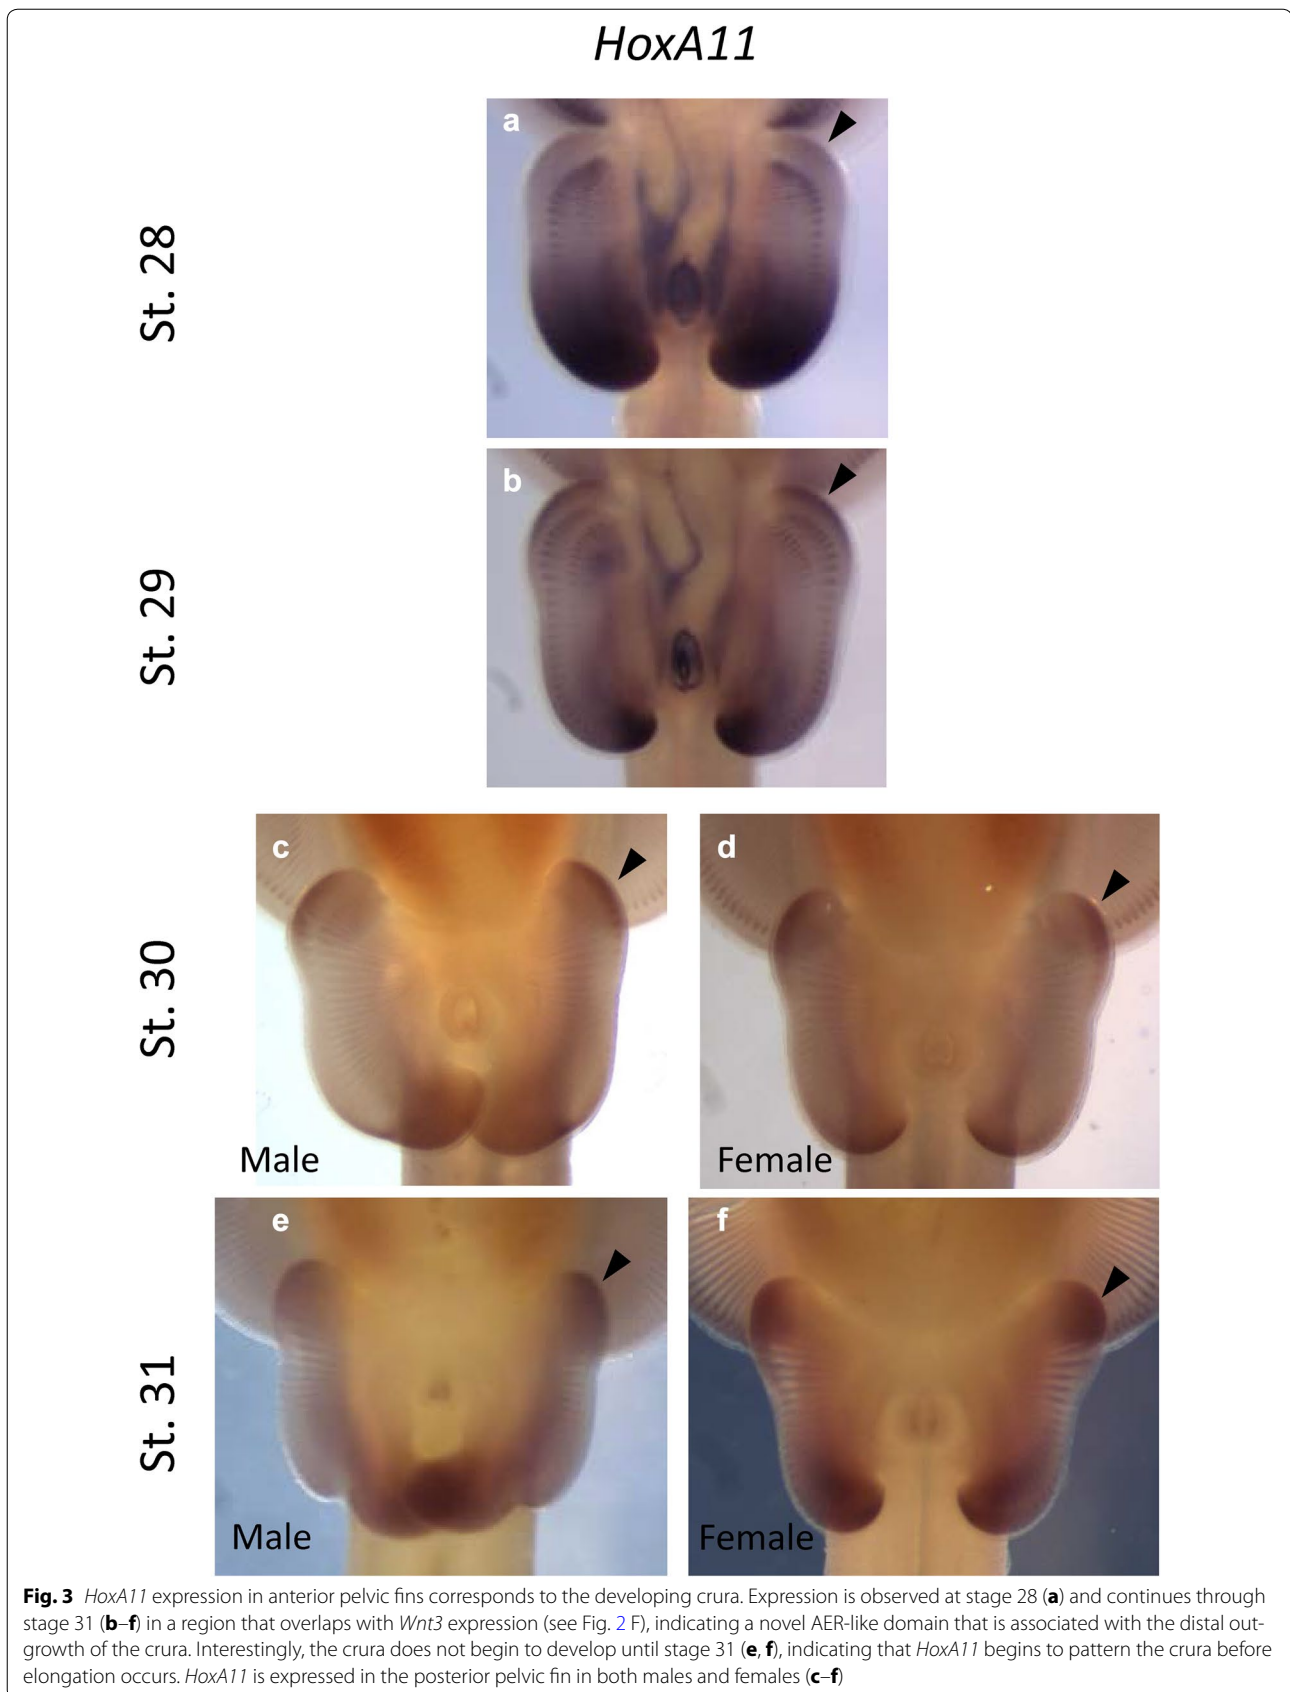 HoxA11
a
St. 28
b
St. 29
c
d
St. 30
Male
Female
e
f
St. 31
Male
Female
Fig. 3 HoxA11 expression in anterior pelvic fins corresponds to the developing crura. Expression is observed at stage 28 (a) and continues through
stage 31 (b–f) in a region that overlaps with Wnt3 expression (see Fig. 2 F), indicating a novel AER-like domain that is associated with the distal out-
growth of the crura. Interestingly, the crura does not begin to develop until stage 31 (e, f), indicating that HoxA11 begins to pattern the crura before
elongation occurs. HoxA11 is expressed in the posterior pelvic fin in both males and females (c–f)